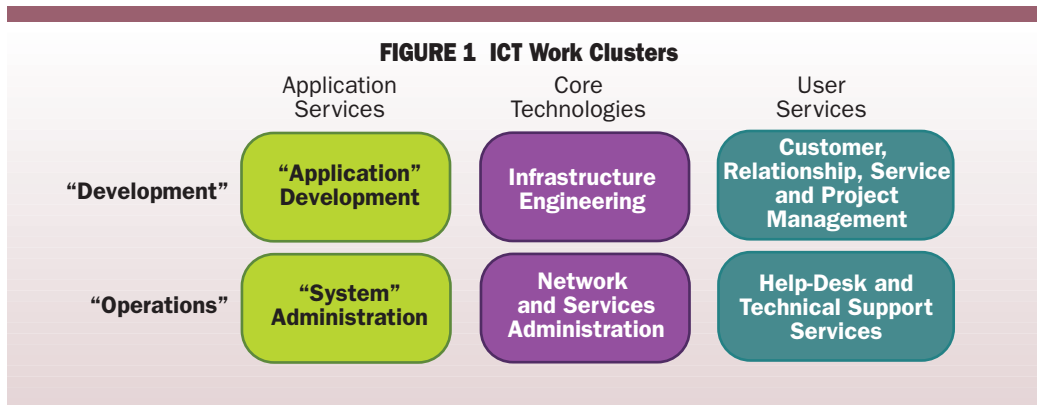 FIGURE 1 ICT Work Clusters
Application
Services
Core
Technologies
User
Services
“Development”
“Application”
Development
Infrastructure
Engineering
Customer,
Relationship, Service
and Project
Management
“Operations”
“System”
Administration
Network
and Services
Administration
Help-Desk and
Technical Support
Services